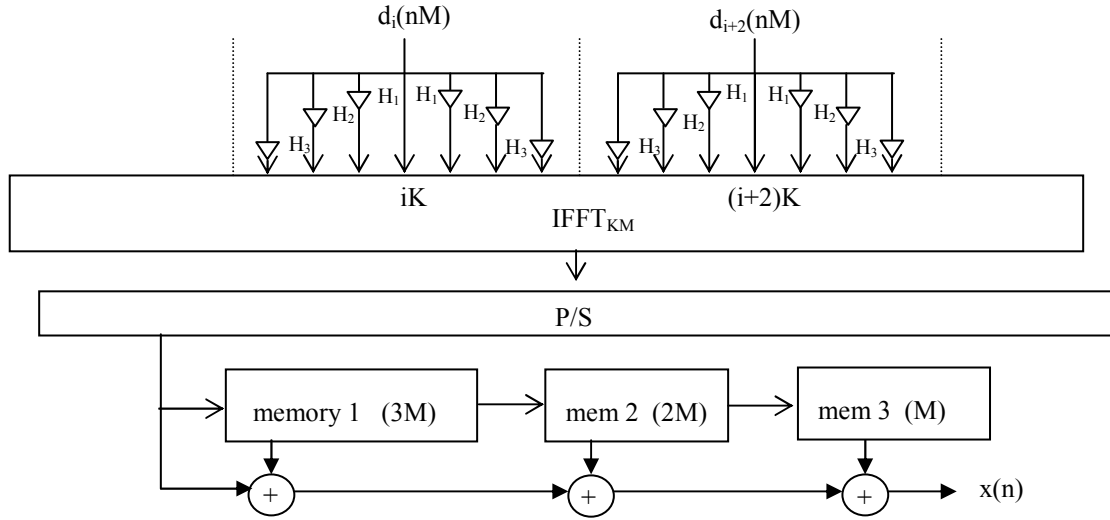 dᵢ(nM) dᵢ₊₂(nM)
H₁ H₁ H₁ H₁
H₂ H₂ H₂ H₂
H₃ H₃ H₃ H₃
iK (i+2)K
IFFT_KM
P/S
memory 1 (3M) mem 2 (2M) mem 3 (M)
+ + + x(n)